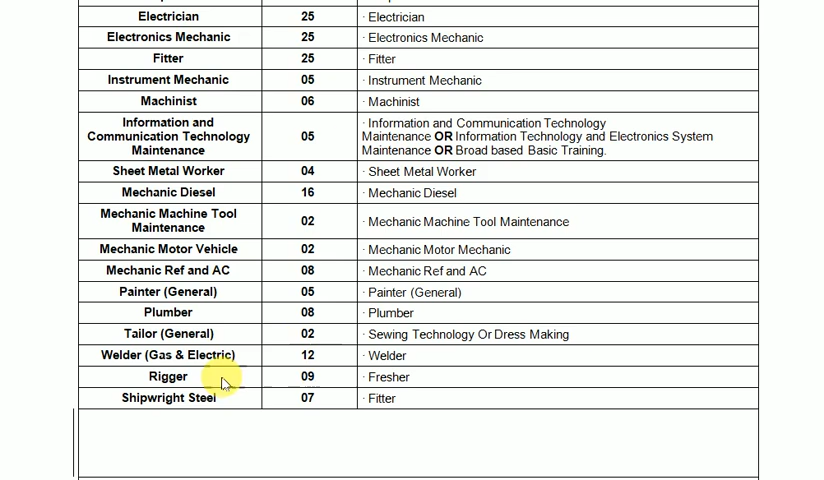 Electrician 25 · Electrician
Electronics Mechanic 25 · Electronics Mechanic
Fitter 25 · Fitter
Instrument Mechanic 05 · Instrument Mechanic
Machinist 06 · Machinist
Information and
Communication Technology
Maintenance
05
· Information and Communication Technology
Maintenance OR Information Technology and Electronics System
Maintenance OR Broad based Basic Training.
Sheet Metal Worker 04 · Sheet Metal Worker
Mechanic Diesel 16 · Mechanic Diesel
Mechanic Machine Tool
Maintenance
02
· Mechanic Machine Tool Maintenance
Mechanic Motor Vehicle 02 · Mechanic Motor Mechanic
Mechanic Ref and AC 08 · Mechanic Ref and AC
Painter (General) 05 · Painter (General)
Plumber 08 · Plumber
Tailor (General) 02 · Sewing Technology Or Dress Making
Welder (Gas & Electric) 12 · Welder
Rigger 09 · Fresher
Shipwright Steel 07 · Fitter